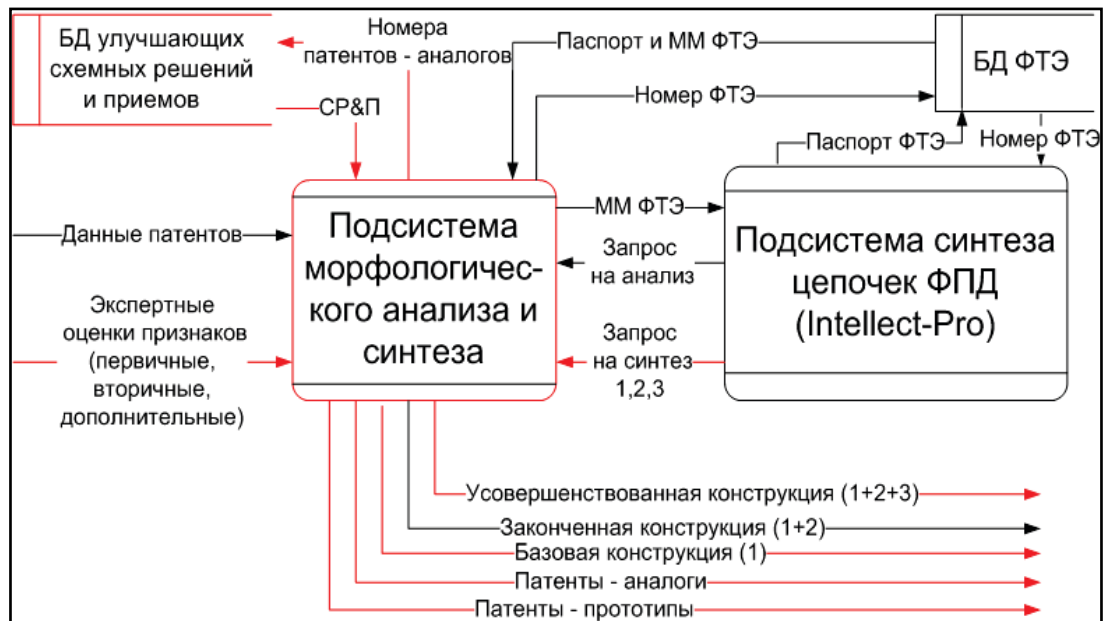 БД улучшающих
схемных решений
и приемов
Номера
патентов - аналогов
СР&П
Паспорт и ММ ФТЭ
Номер ФТЭ
БД ФТЭ
Паспорт ФТЭ
Номер ФТЭ
Данные патентов
Экспертные
оценки признаков
(первичные,
вторичные,
дополнительные)
Подсистема
морфологичес-
кого анализа и
синтеза
ММ ФТЭ
Запрос
на анализ
Запрос
на синтез
1,2,3
Подсистема синтеза
цепочек ФПД
(Intellect-Pro)
Усовершенствованная конструкция (1+2+3)
Законченная конструкция (1+2)
Базовая конструкция (1)
Патенты - аналоги
Патенты - прототипы